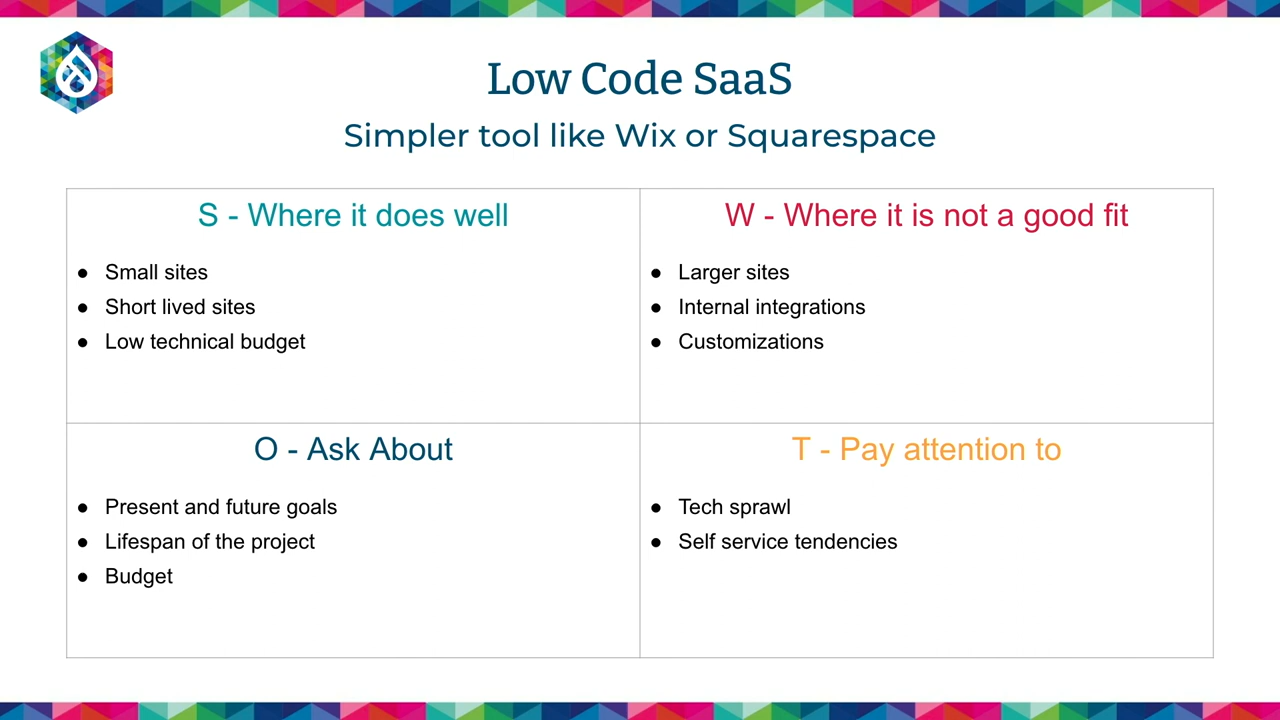 Low Code SaaS
Simpler tool like Wix or Squarespace
S - Where it does well
● Small sites
● Short lived sites
● Low technical budget
W - Where it is not a good fit
● Larger sites
● Internal integrations
● Customizations
O - Ask About
● Present and future goals
● Lifespan of the project
● Budget
T - Pay attention to
● Tech sprawl
● Self service tendencies